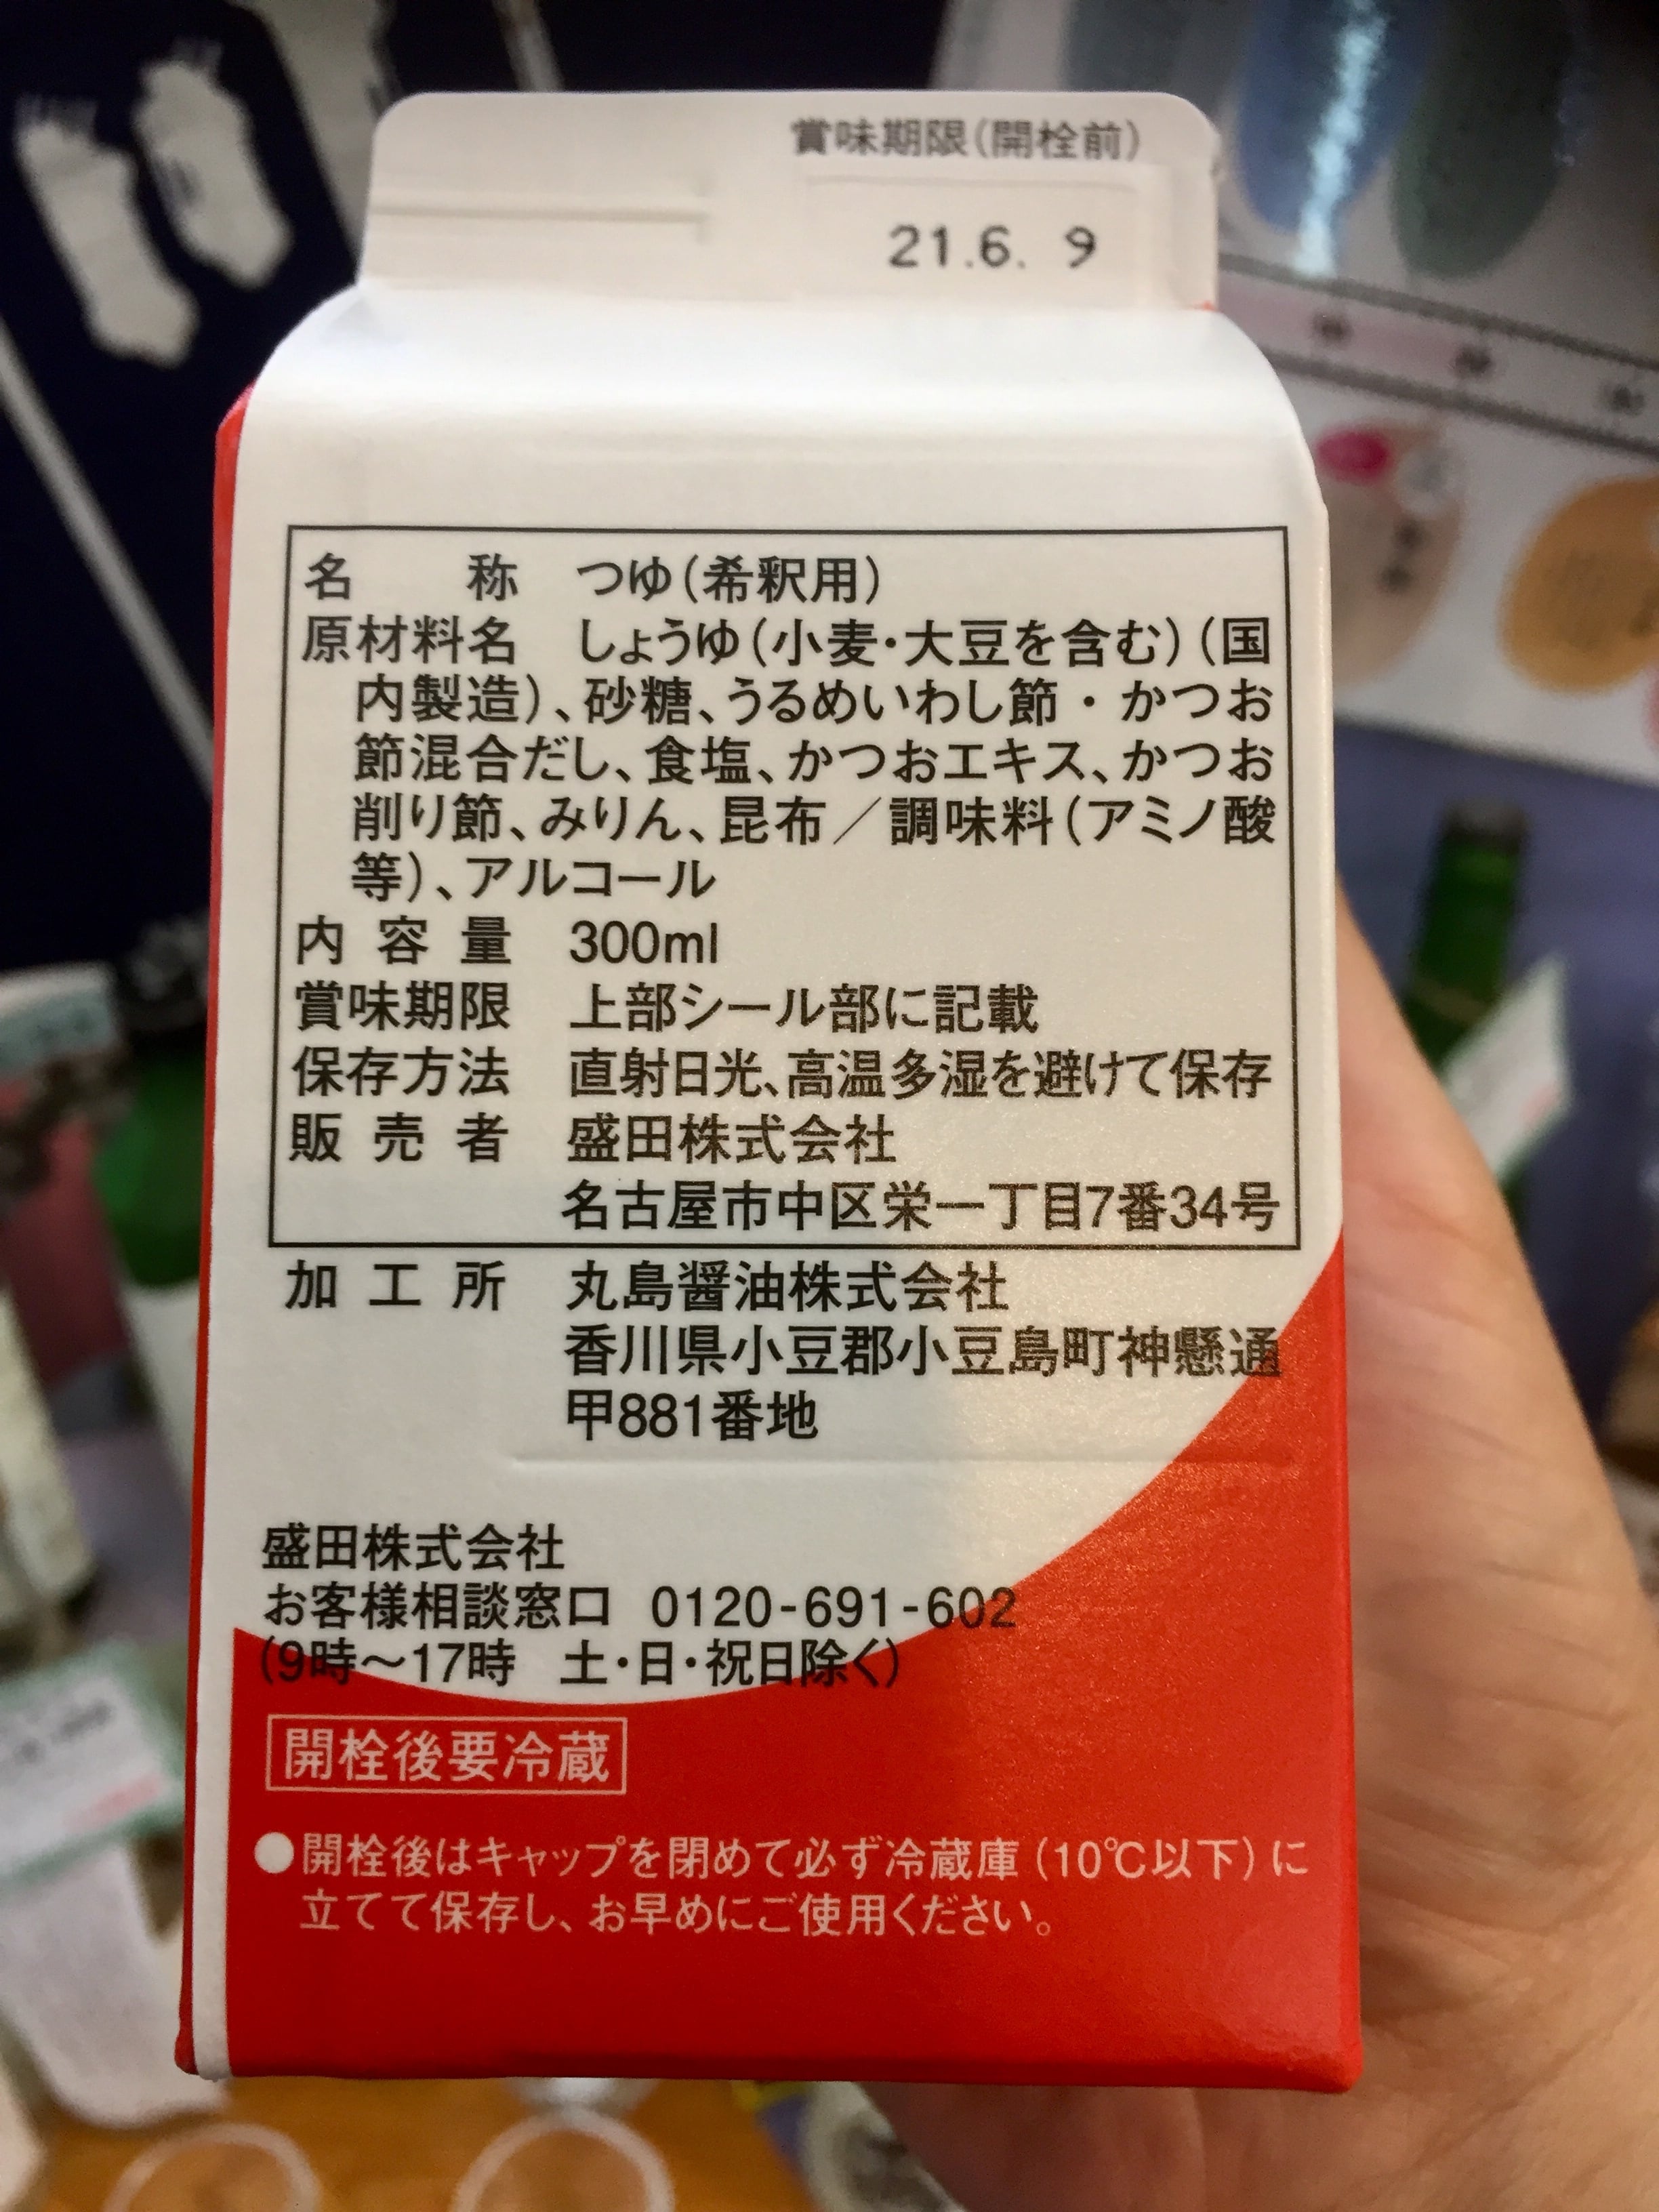 賞味期限(開栓前)
21.6. 9
名称 つゆ(希釈用)
原材料名 しょうゆ(小麦・大豆を含む)(国
内製造)、砂糖、うるめいわし節・かつお
節混合だし、食塩、かつおエキス、かつお
削り節、みりん、昆布/調味料(アミノ酸
等)、アルコール
内容量 300ml
賞味期限 上部シール部に記載
保存方法 直射日光、高温多湿を避けて保存
販売者 盛田株式会社
名古屋市中区栄一丁目7番34号
加工所 丸島醤油株式会社
香川県小豆郡小豆島町神懸通
甲881番地
盛田株式会社
お客様相談窓口 0120-691-602
(9時〜17時 土・日・祝日除く)
開栓後要冷蔵
●開栓後はキャップを閉めて必ず冷蔵庫(10℃以下)に
立てて保存し、お早めにご使用ください。